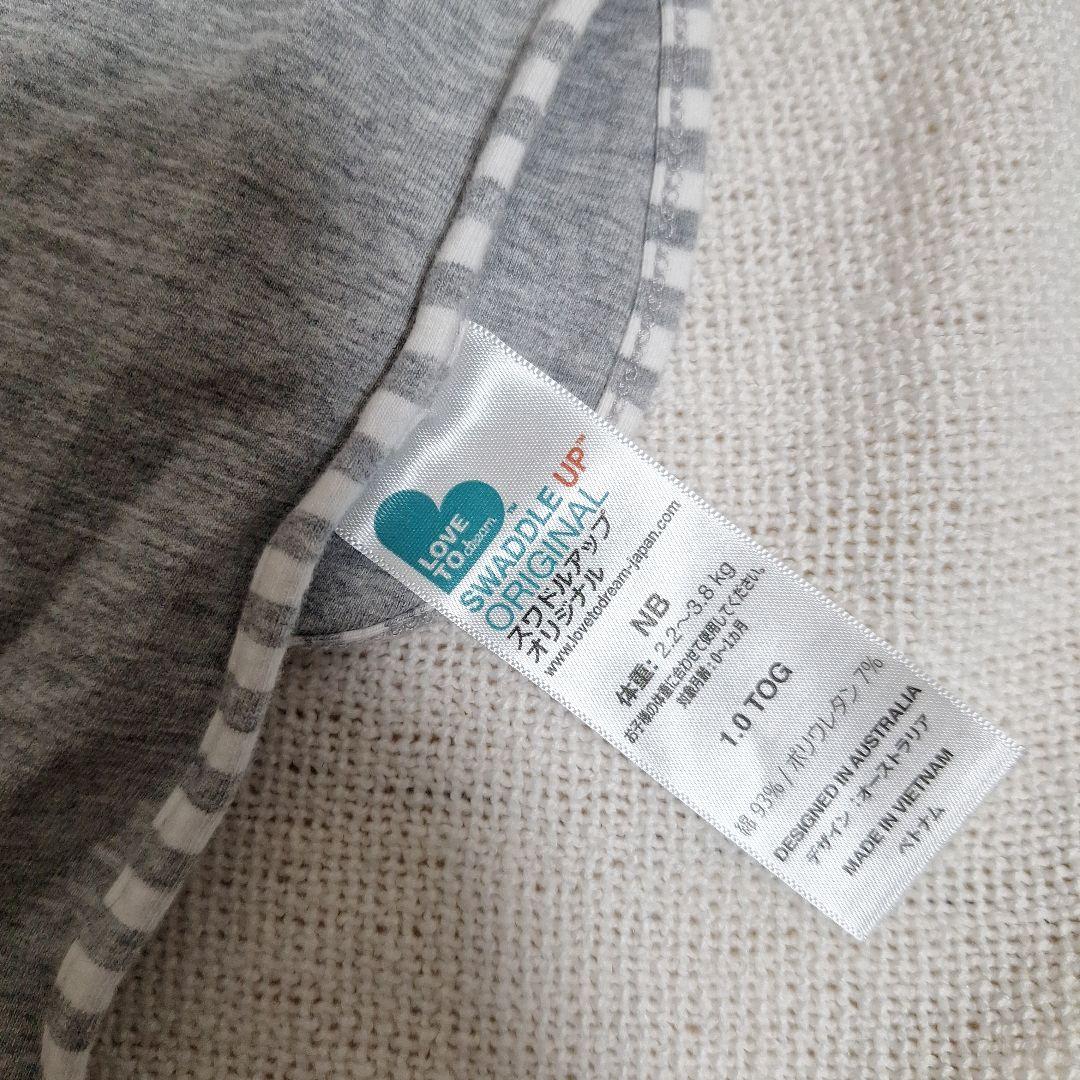 LOVE
TO.dream™
SWADDLE UP™
ORIGINAL
スワドルアップ
オリジナル
www.lovetodream-japan.com
NB
体重: 2.2〜3.8 kg
お子様の体重に合わせて使用してください。
対象月齢：0〜1カ月
1.0 TOG
綿 93% / ポリウレタン 7%
DESIGNED IN AUSTRALIA
デザイン：オーストラリア
MADE IN VIETNAM
ベトナム